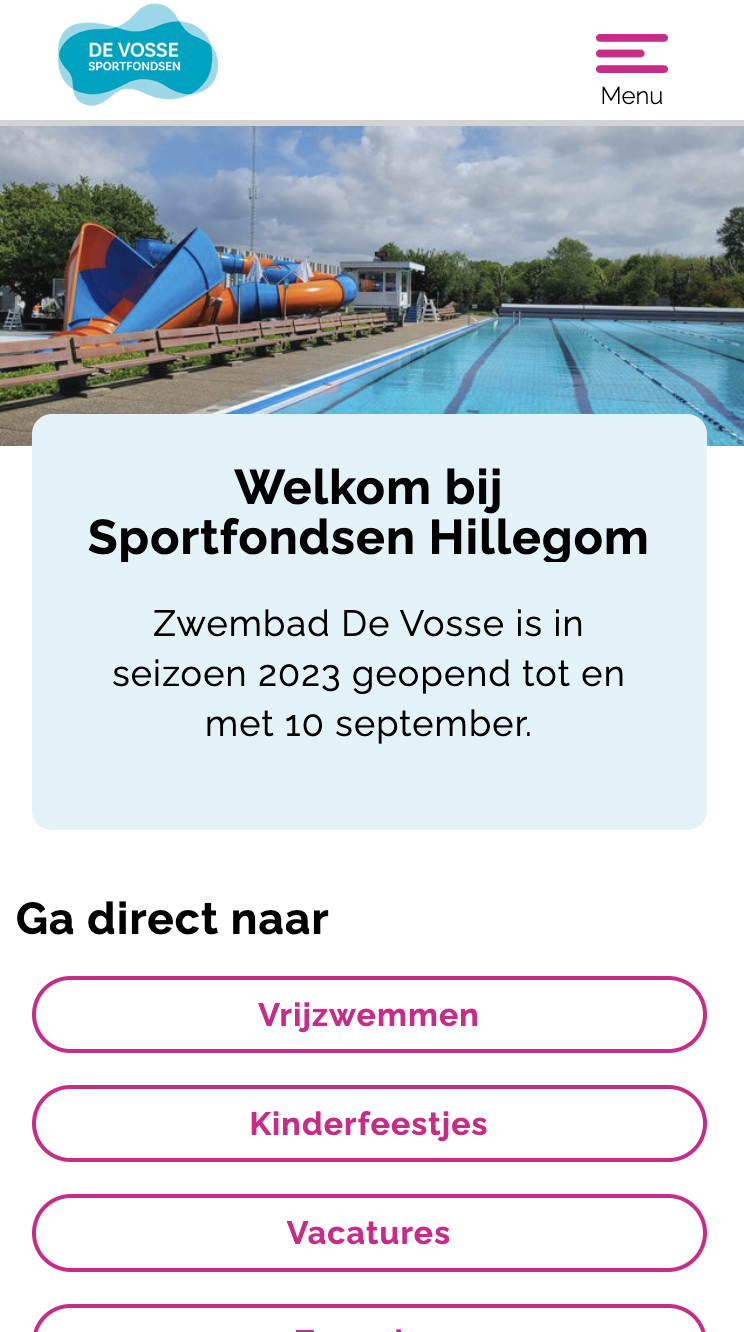 DE VOSSE
SPORTFONDSEN
Menu
Welkom bij
Sportfondsen Hillegom
Zwembad De Vosse is in
seizoen 2023 geopend tot en
met 10 september.
Ga direct naar
Vrijzwemmen
Kinderfeestjes
Vacatures